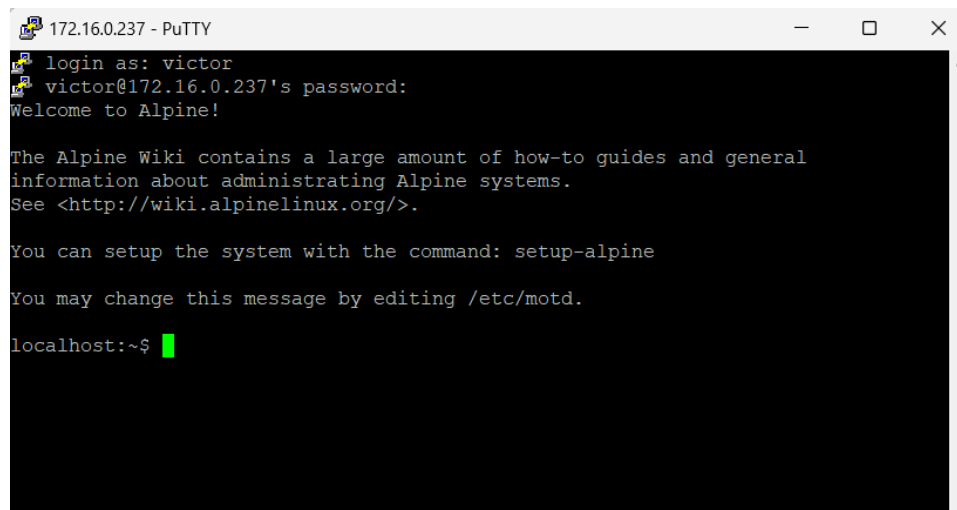 172.16.0.237 - PuTTY
login as: victor
victor@172.16.0.237's password:
Welcome to Alpine!
The Alpine Wiki contains a large amount of how-to guides and general
information about administrating Alpine systems.
See <http://wiki.alpinelinux.org/>.
You can setup the system with the command: setup-alpine
You may change this message by editing /etc/motd.
localhost:~$